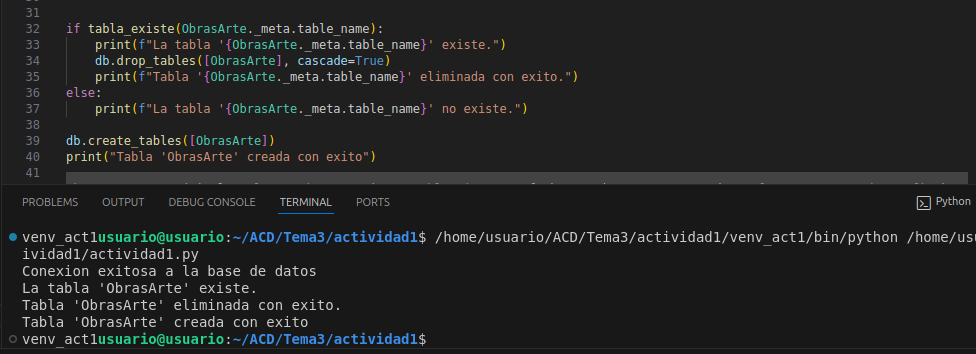 31
32 if tabla_existe(ObrasArte._meta.table_name):
33     print(f"La tabla '{ObrasArte._meta.table_name}' existe.")
34     db.drop_tables([ObrasArte], cascade=True)
35     print(f"Tabla '{ObrasArte._meta.table_name}' eliminada con exito.")
36 else:
37     print(f"La tabla '{ObrasArte._meta.table_name}' no existe.")
38
39 db.create_tables([ObrasArte])
40 print("Tabla 'ObrasArte' creada con exito")
41
PROBLEMS OUTPUT DEBUG CONSOLE TERMINAL PORTS Python
venv_act1usuario@usuario:~/ACD/Tema3/actividad1$ /home/usuario/ACD/Tema3/actividad1/venv_act1/bin/python /home/usu
ividad1/actividad1.py
Conexion exitosa a la base de datos
La tabla 'ObrasArte' existe.
Tabla 'ObrasArte' eliminada con exito.
Tabla 'ObrasArte' creada con exito
venv_act1usuario@usuario:~/ACD/Tema3/actividad1$